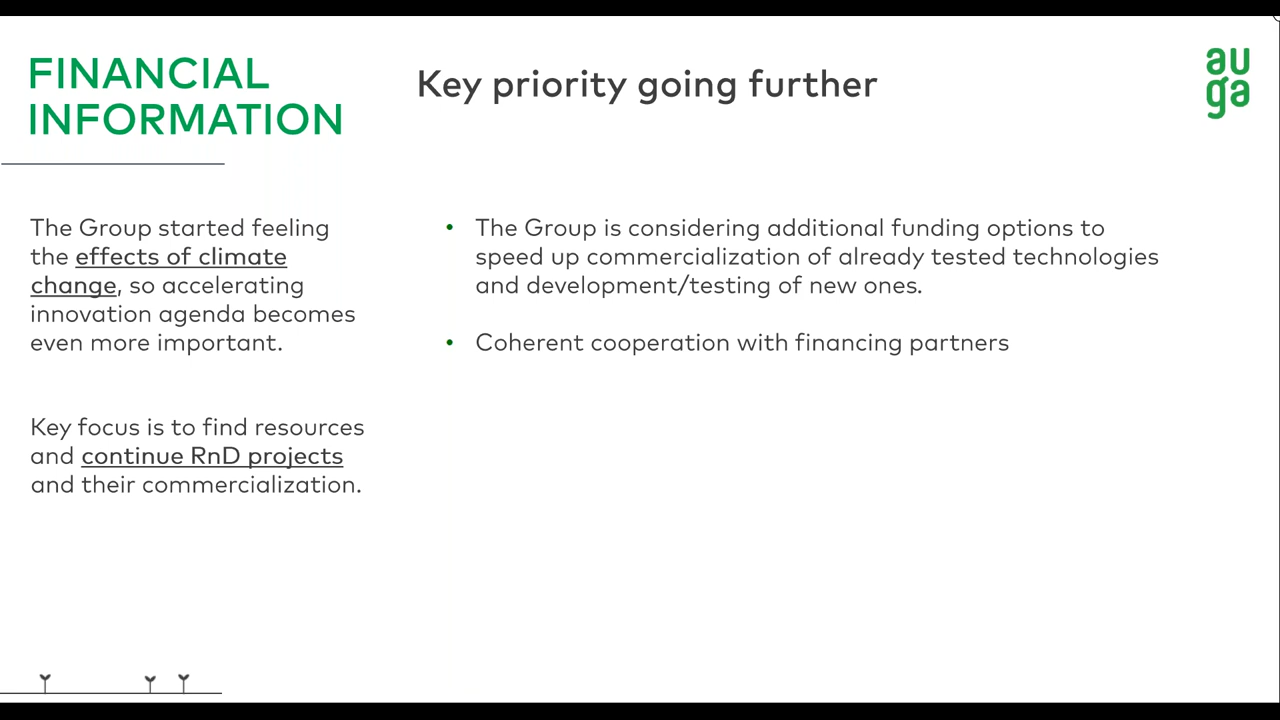 FINANCIAL
INFORMATION
Key priority going further
au
ga
The Group started feeling
the effects of climate
change, so accelerating
innovation agenda becomes
even more important.
Key focus is to find resources
and continue RnD projects
and their commercialization.
• The Group is considering additional funding options to
speed up commercialization of already tested technologies
and development/testing of new ones.
• Coherent cooperation with financing partners